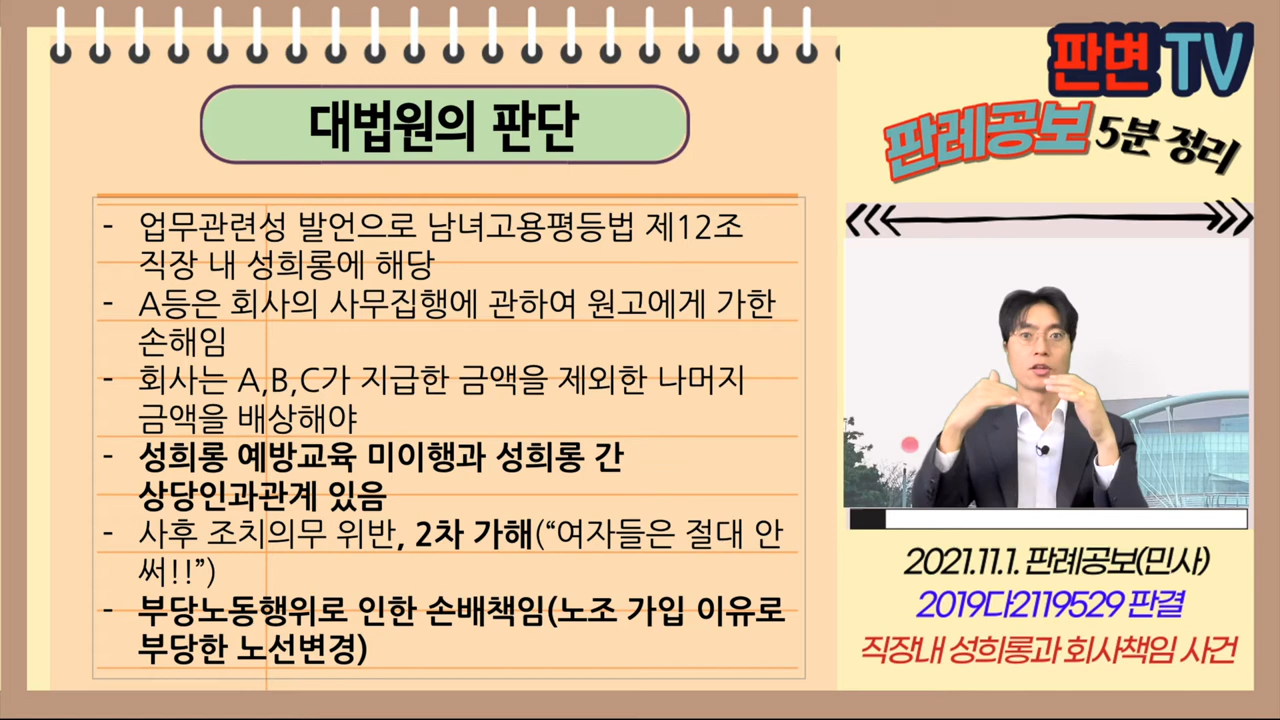 대법원의 판단
- 업무관련성 발언으로 남녀고용평등법 제12조
직장 내 성희롱에 해당
- A등은 회사의 사무집행에 관하여 원고에게 가한
손해임
- 회사는 A,B,C가 지급한 금액을 제외한 나머지
금액을 배상해야
- 성희롱 예방교육 미이행과 성희롱 간
상당인과관계 있음
- 사후 조치의무 위반, 2차 가해(“여자들은 절대 안
써!!”)
- 부당노동행위로 인한 손배책임(노조 가입 이유로
부당한 노선변경)
판변 TV
판례공보 5분 정리
2021.11.1. 판례공보(민사)
2019다2119529 판결
직장내 성희롱과 회사책임 사건